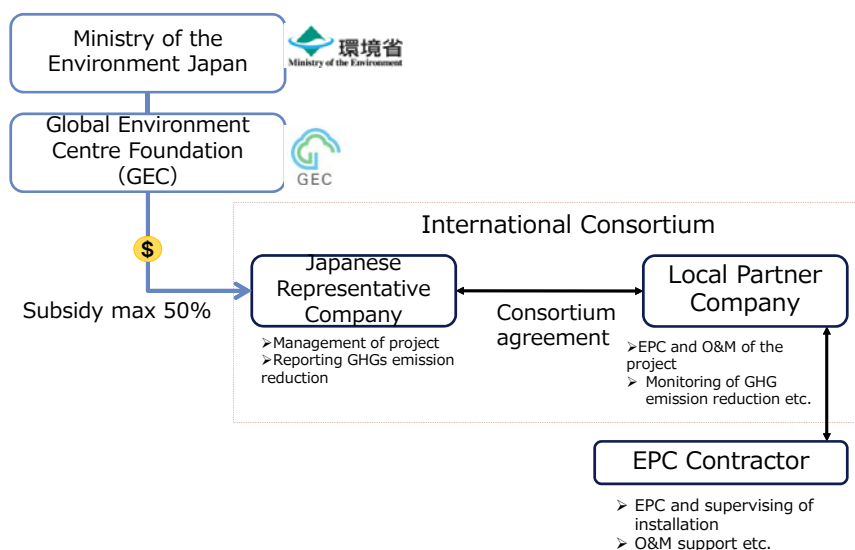 Ministry of the
Environment Japan
環境省
Ministry of the Environment
Global Environment
Centre Foundation
（GEC）
GEC
International Consortium
$
Subsidy max 50%
Japanese
Representative
Company
Consortium
agreement
Local Partner
Company
➢Management of project
➢Reporting GHGs emission
reduction
➢EPC and O&M of the
project
➢ Monitoring of GHG
emission reduction etc.
EPC Contractor
➢ EPC and supervising of
installation
➢ O&M support etc.